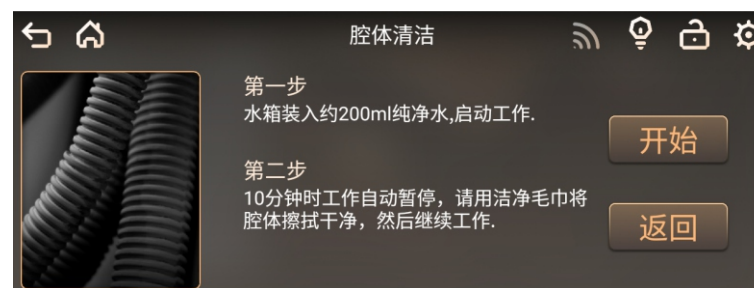 腔体清洁
第一步
水箱装入约200ml纯净水,启动工作.
开始
第二步
10分钟时工作自动暂停，请用洁净毛巾将
腔体擦拭干净，然后继续工作.
返回